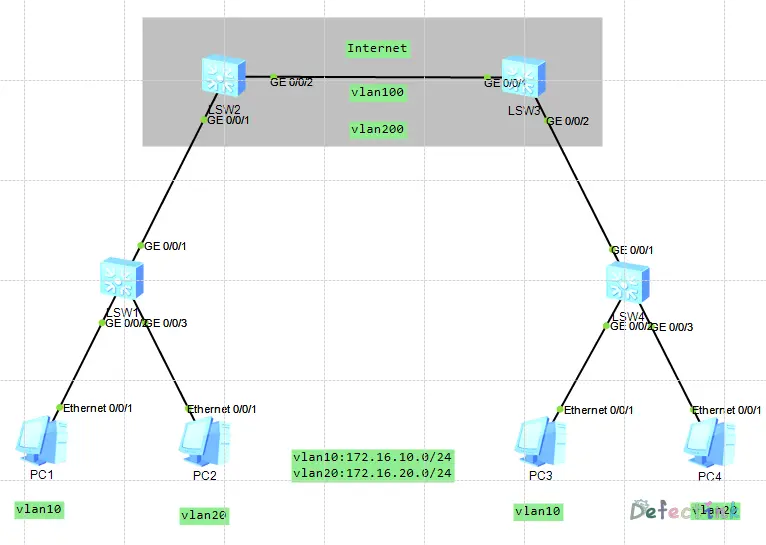 Internet
GE 0/0/2
GE 0/0/1
vlan100
LSW2
LSW3
GE 0/0/1
GE 0/0/2
vlan200
GE 0/0/1
GE 0/0/1
LSW1
LSW4
GE 0/0/2
GE 0/0/3
GE 0/0/2
GE 0/0/3
Ethernet 0/0/1
Ethernet 0/0/1
Ethernet 0/0/1
Ethernet 0/0/1
vlan10:172.16.10.0/24
vlan20:172.16.20.0/24
PC1
PC2
PC3
PC4
vlan10
vlan20
vlan10
vlan20
Defectink